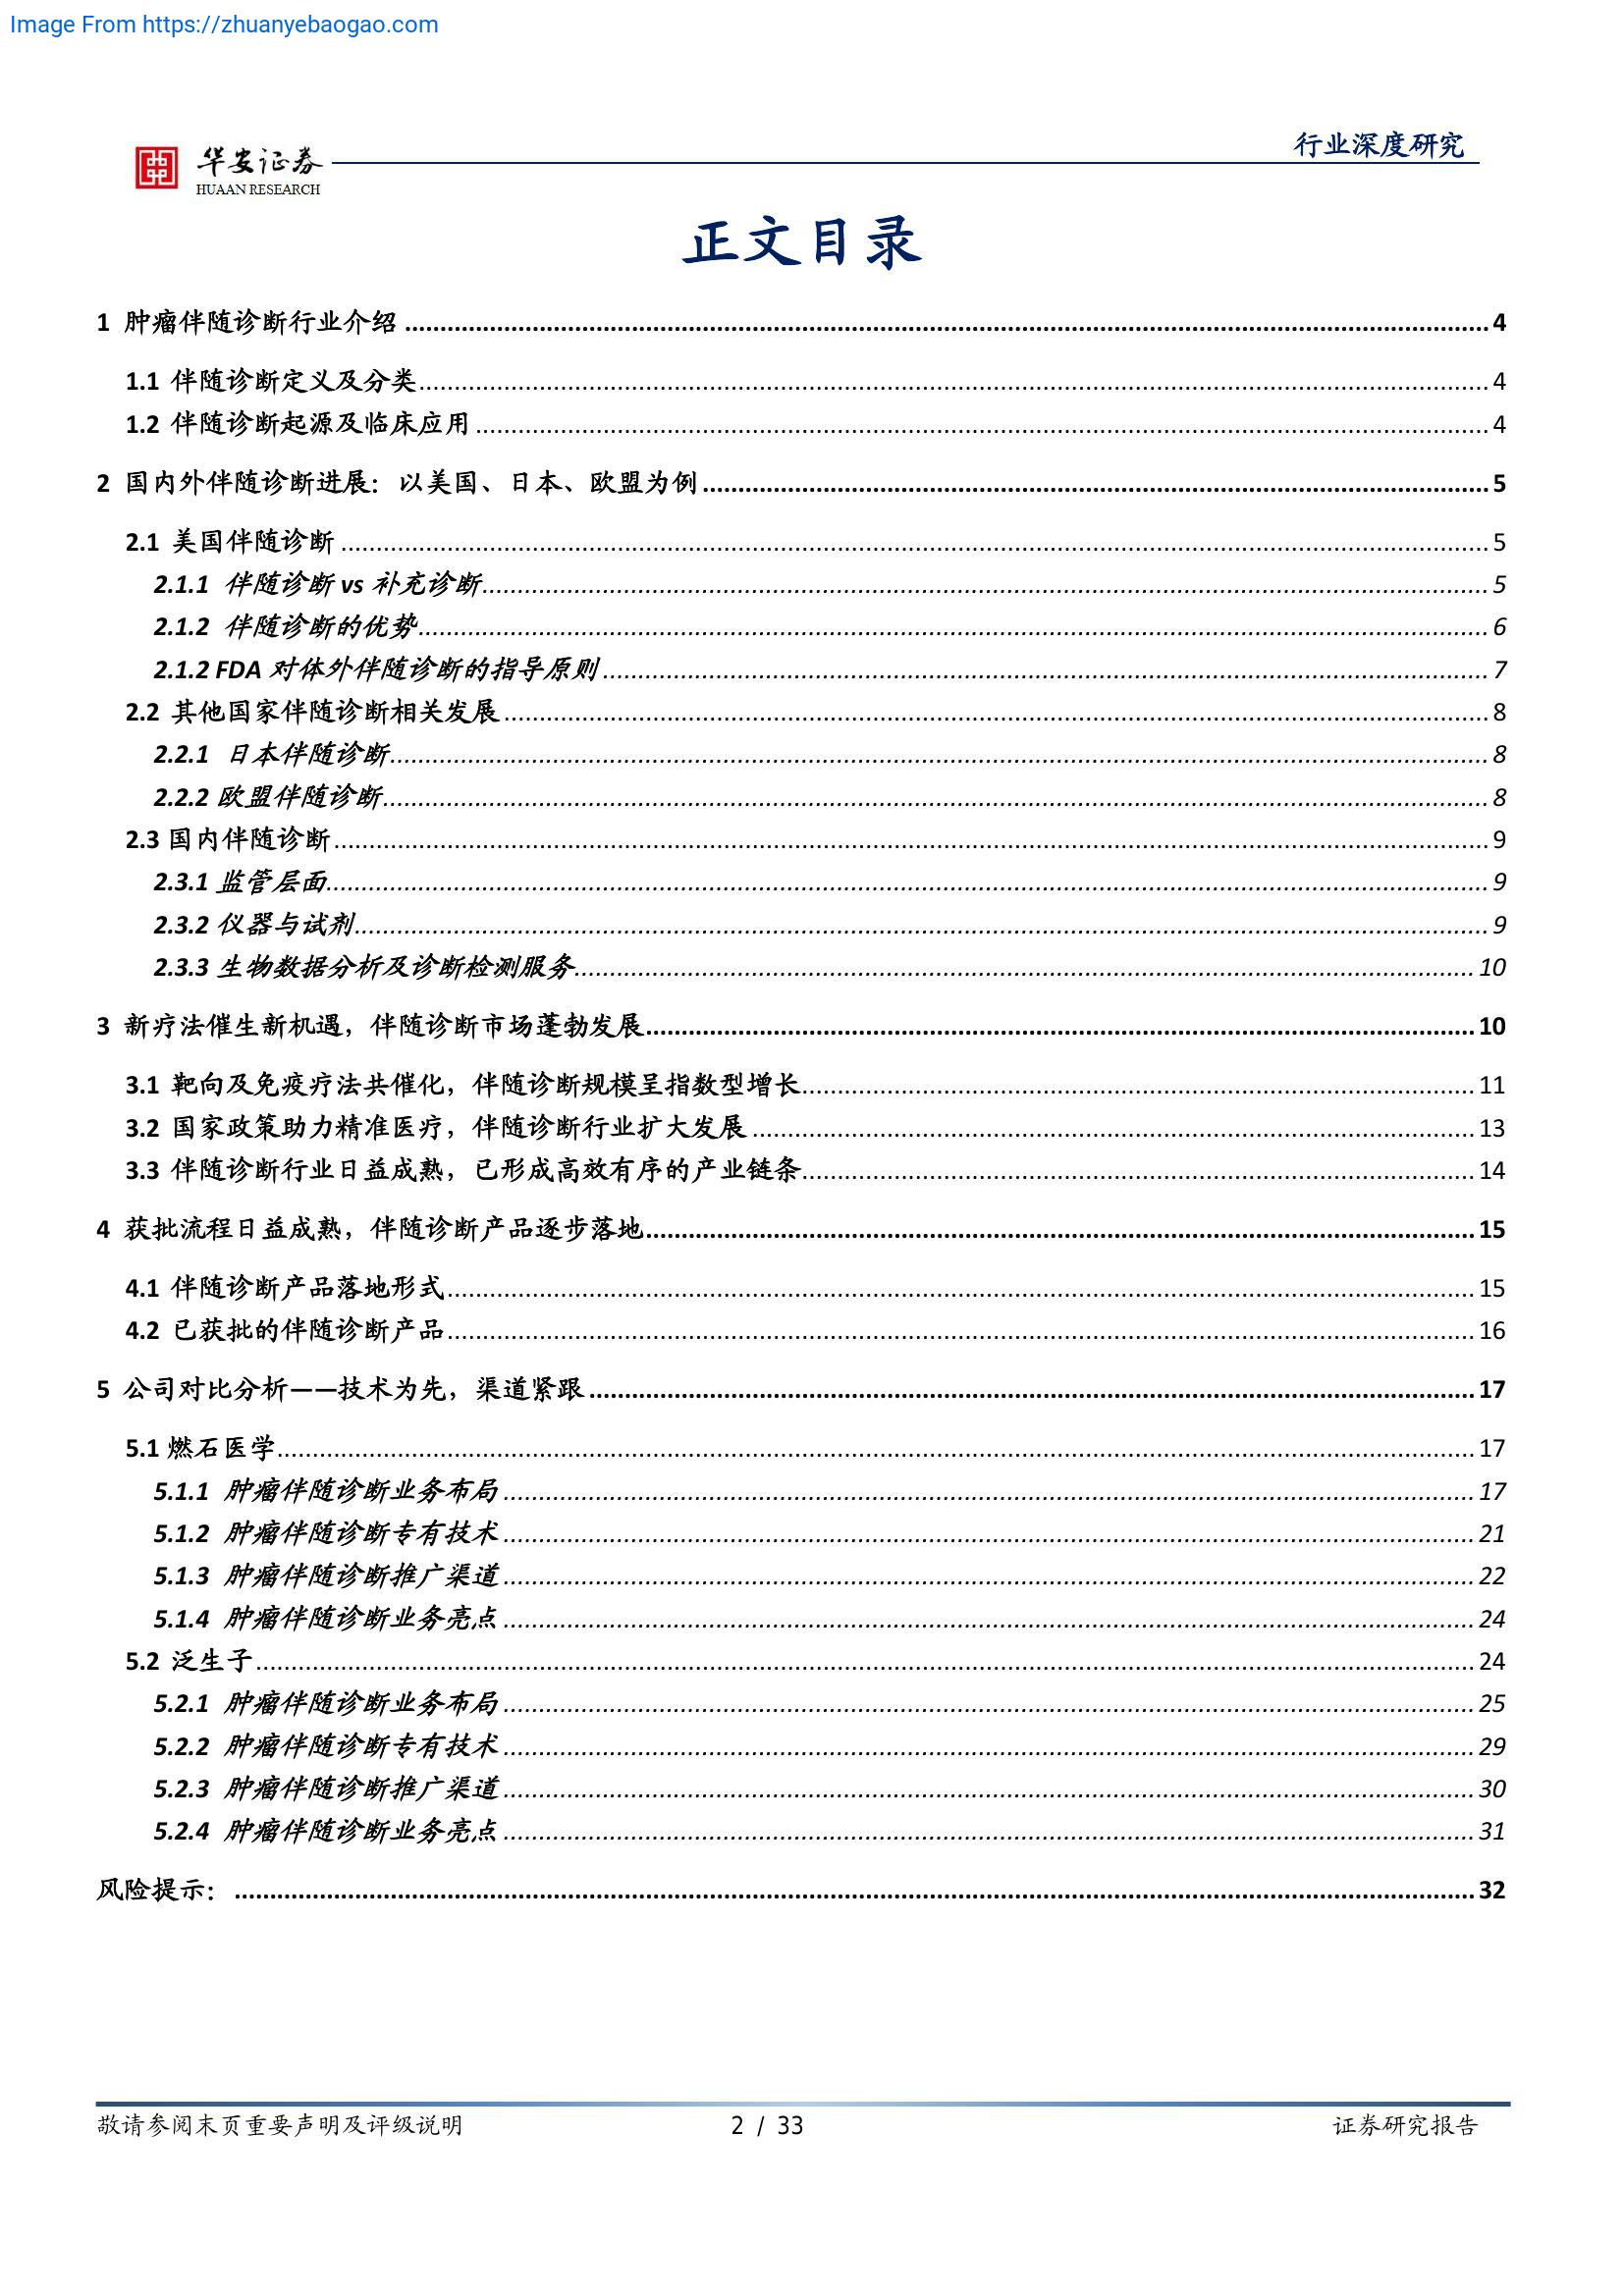 Image From https://zhuanyebaogao.com
华安证券
HUAAN RESEARCH
行业深度研究
正文目录
1 肿瘤伴随诊断行业介绍 4
1.1 伴随诊断定义及分类 4
1.2 伴随诊断起源及临床应用 4
2 国内外伴随诊断进展：以美国、日本、欧盟为例 5
2.1 美国伴随诊断 5
2.1.1 伴随诊断 vs 补充诊断 5
2.1.2 伴随诊断的优势 6
2.1.2 FDA 对体外伴随诊断的指导原则 7
2.2 其他国家伴随诊断相关发展 8
2.2.1 日本伴随诊断 8
2.2.2 欧盟伴随诊断 8
2.3 国内伴随诊断 9
2.3.1 监管层面 9
2.3.2 仪器与试剂 9
2.3.3 生物数据分析及诊断检测服务 10
3 新疗法催生新机遇，伴随诊断市场蓬勃发展 10
3.1 靶向及免疫疗法共催化，伴随诊断规模呈指数型增长 11
3.2 国家政策助力精准医疗，伴随诊断行业扩大发展 13
3.3 伴随诊断行业日益成熟，已形成高效有序的产业链条 14
4 获批流程日益成熟，伴随诊断产品逐步落地 15
4.1 伴随诊断产品落地形式 15
4.2 已获批的伴随诊断产品 16
5 公司对比分析——技术为先，渠道紧跟 17
5.1 燃石医学 17
5.1.1 肿瘤伴随诊断业务布局 17
5.1.2 肿瘤伴随诊断专有技术 21
5.1.3 肿瘤伴随诊断推广渠道 22
5.1.4 肿瘤伴随诊断业务亮点 24
5.2 泛生子 24
5.2.1 肿瘤伴随诊断业务布局 25
5.2.2 肿瘤伴随诊断专有技术 29
5.2.3 肿瘤伴随诊断推广渠道 30
5.2.4 肿瘤伴随诊断业务亮点 31
风险提示： 32
敬请参阅末页重要声明及评级说明
2 / 33
证券研究报告